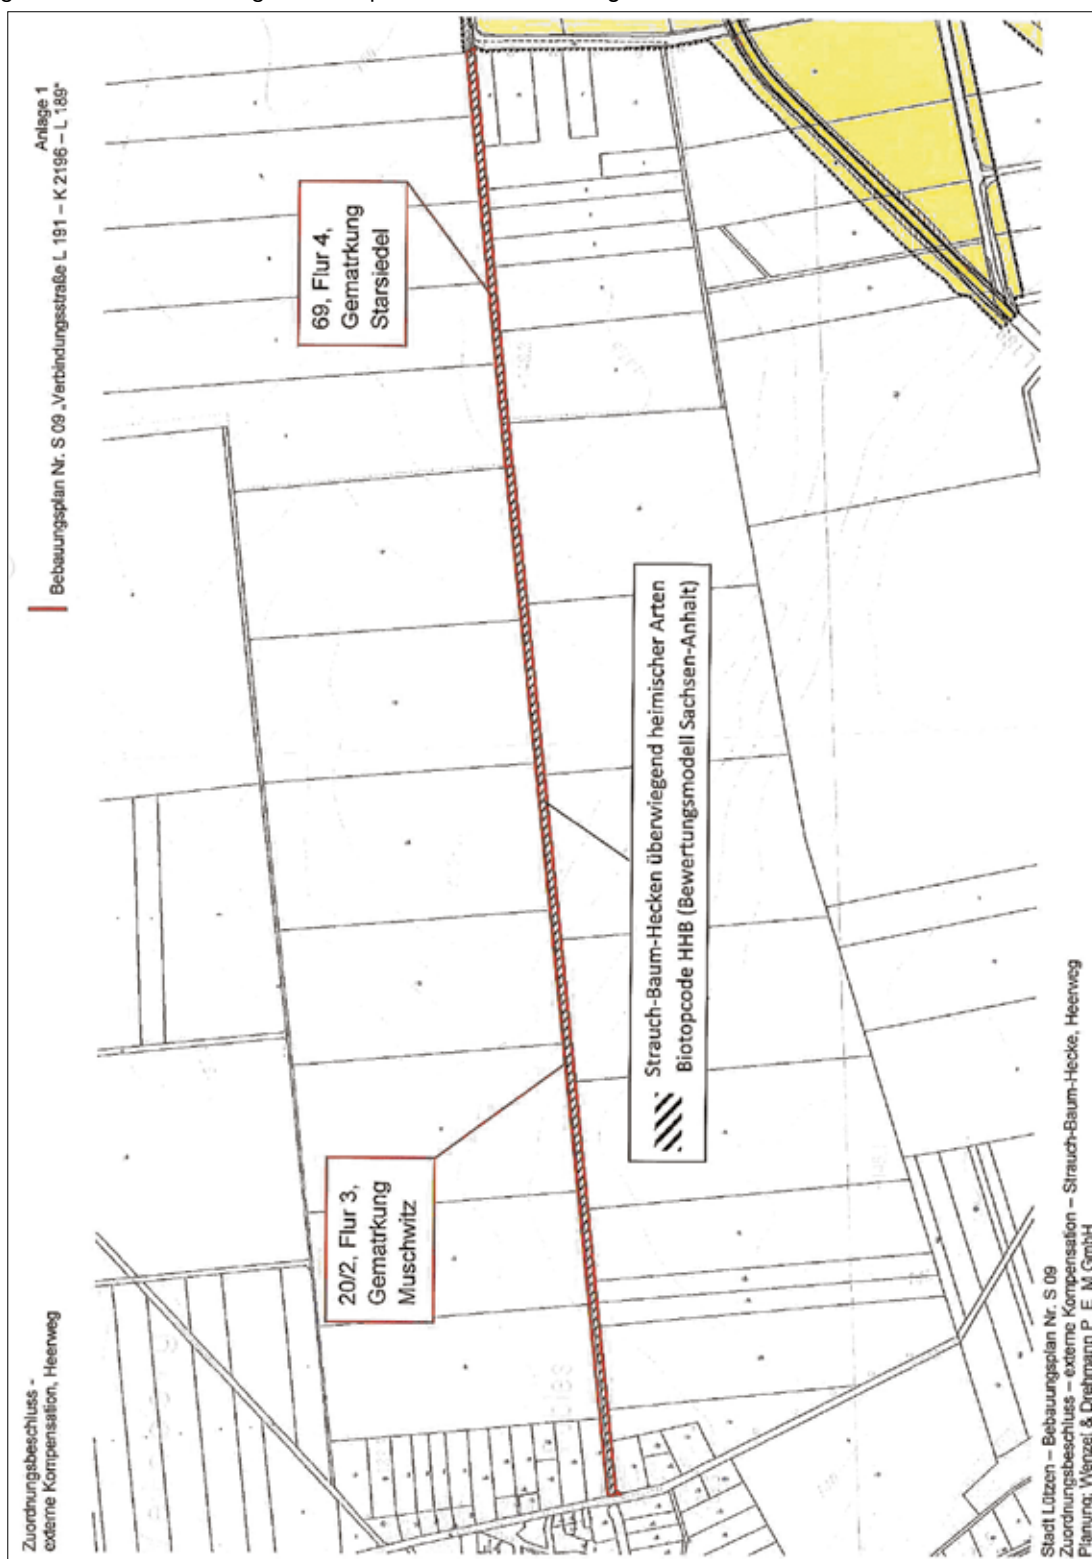 Zuordnungsbeschluss -
externe Kompensation, Heerweg
Anlage 1
Bebauungsplan Nr. S 09 „Verbindungsstraße L 191 – K 2196 – L 189“
20/2, Flur 3,
Gematrkung
Muschwitz
69, Flur 4,
Gematrkung
Starsiedel
Strauch-Baum-Hecken überwiegend heimischer Arten
Biotopcode HHB (Bewertungsmodell Sachsen-Anhalt)
Stadt Lützen – Bebauungsplan Nr. S 09
Zuordnungsbeschluss – externe Kompensation – Strauch-Baum-Hecke, Heerweg
Planung: Wenzel & Drehmann P. E. M GmbH